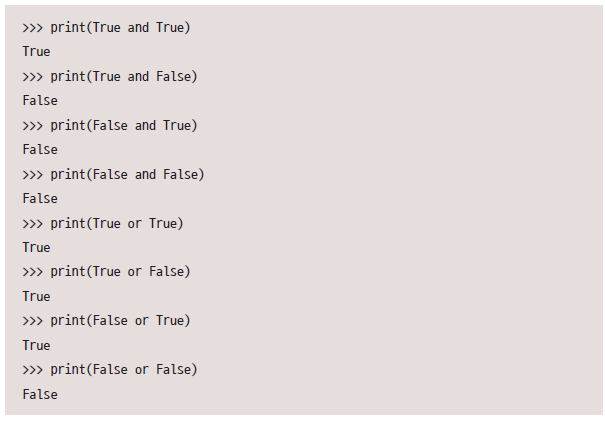 >>> print(True and True)
True
>>> print(True and False)
False
>>> print(False and True)
False
>>> print(False and False)
False
>>> print(True or True)
True
>>> print(True or False)
True
>>> print(False or True)
True
>>> print(False or False)
False